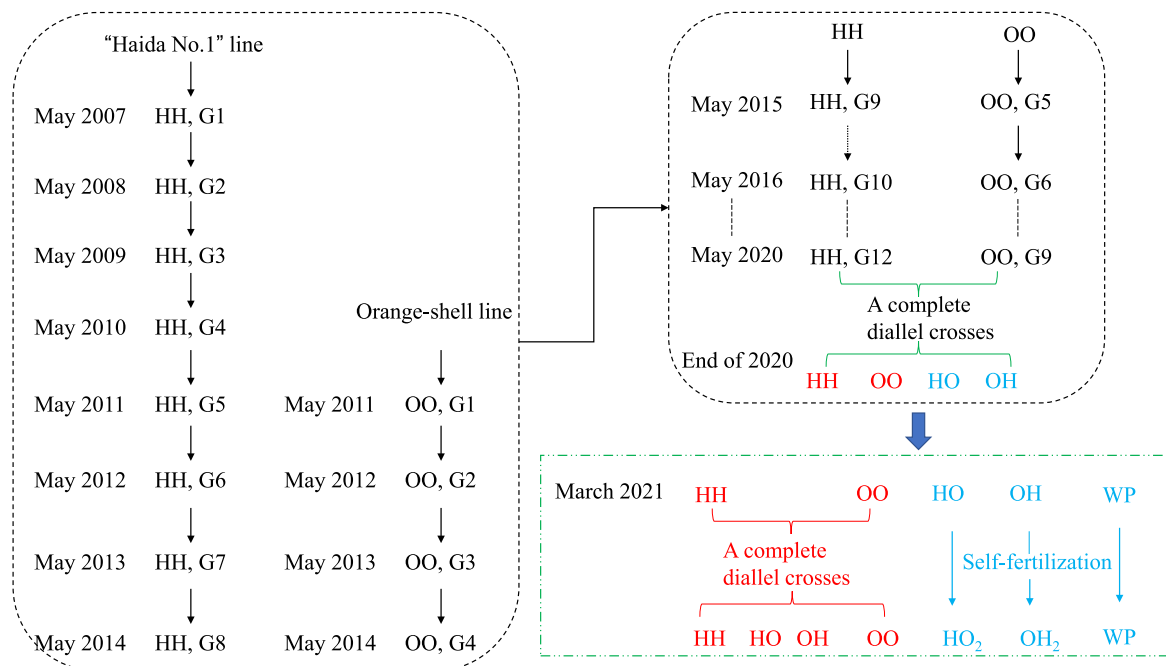 “Haida No.1” line
May 2007 HH, G1
May 2008 HH, G2
May 2009 HH, G3
May 2010 HH, G4
Orange-shell line
May 2011 HH, G5 May 2011 OO, G1
May 2012 HH, G6 May 2012 OO, G2
May 2013 HH, G7 May 2013 OO, G3
May 2014 HH, G8 May 2014 OO, G4
HH OO
May 2015 HH, G9 OO, G5
May 2016 HH, G10 OO, G6
May 2020 HH, G12 OO, G9
A complete
diallel crosses
End of 2020
HH OO HO OH
March 2021 HH OO HO OH WP
A complete
diallel crosses
Self-fertilization
HH HO OH OO HO₂ OH₂ WP